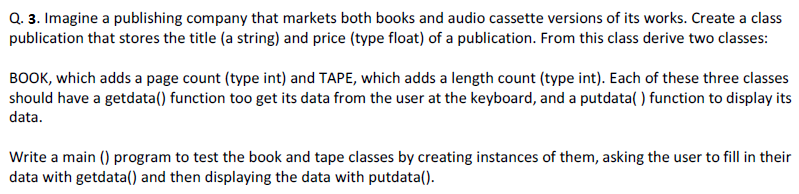 Q. 3. Imagine a publishing company that markets both books and audio cassette versions of its works. Create a class
publication that stores the title (a string) and price (type float) of a publication. From this class derive two classes:
BOOK, which adds a page count (type int) and TAPE, which adds a length count (type int). Each of these three classes
should have a getdata() function too get its data from the user at the keyboard, and a putdata( ) function to display its
data.
Write a main () program to test the book and tape classes by creating instances of them, asking the user to fill in their
data with getdata() and then displaying the data with putdata().